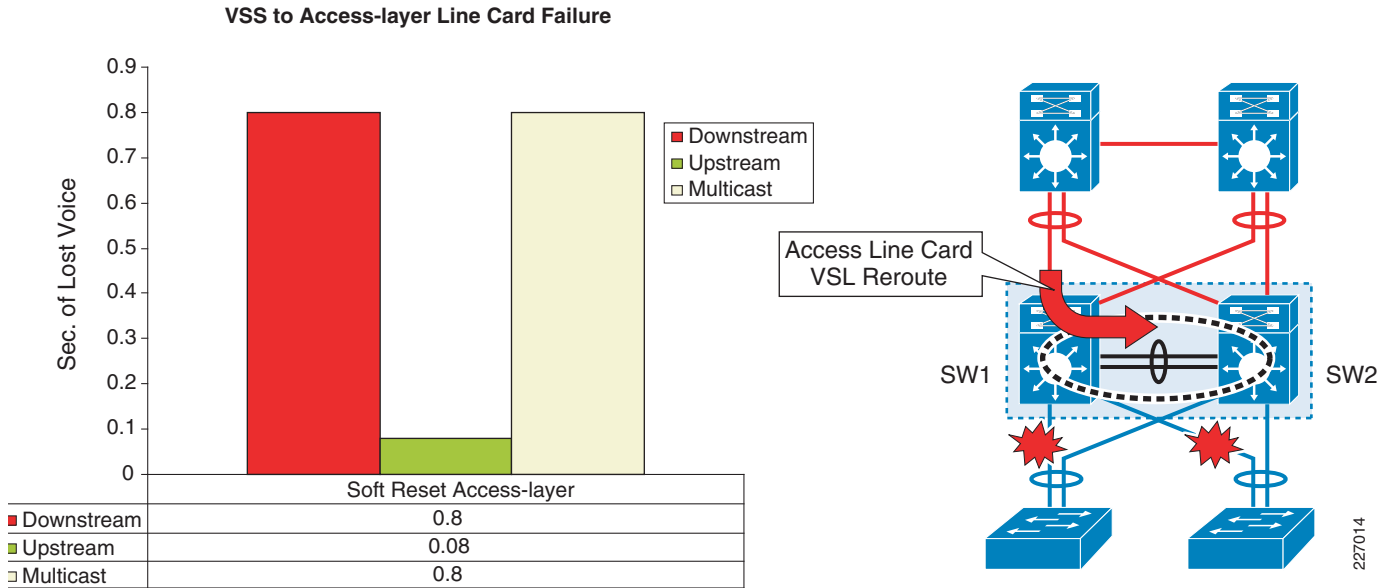 VSS to Access-layer Line Card Failure
Sec. of Lost Voice
0.9
0.8
0.7
0.6
0.5
0.4
0.3
0.2
0.1
0
Downstream
Upstream
Multicast
Soft Reset Access-layer
Downstream 0.8
Upstream 0.08
Multicast 0.8
Access Line Card
VSL Reroute
SW1
SW2
227014